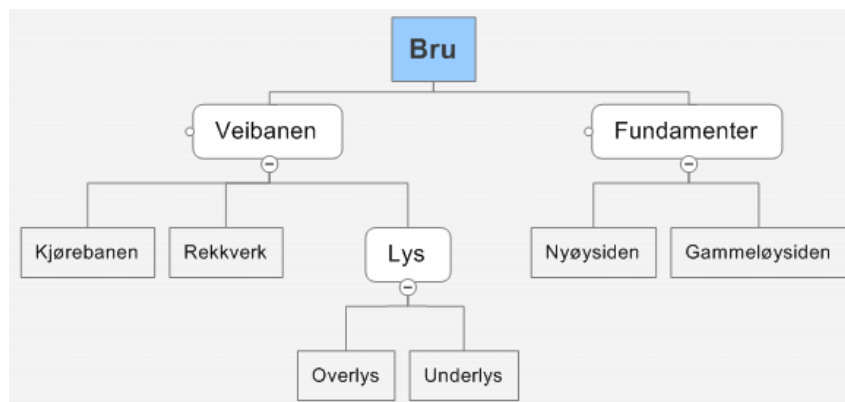 Bru
Veibanen
Fundamenter
Kjørebanen
Rekkverk
Lys
Nyøysiden
Gammeløysiden
Overlys
Underlys